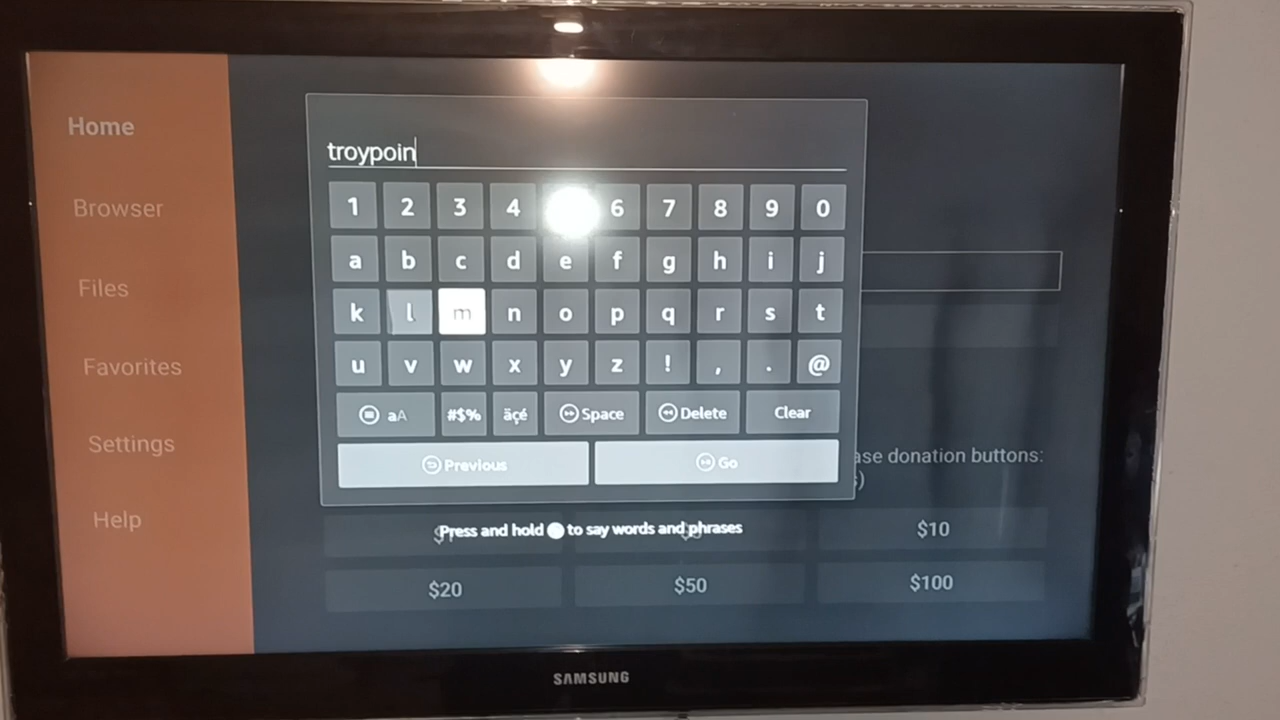 Home
Browser
Files
Favorites
Settings
Help
troypoin
1 2 3 4 6 7 8 9 0
a b c d e f g h i j
k l m n o p q r s t
u v w x y z ! , . @
aA #$% äçé Space Delete Clear
Previous Go
ase donation buttons:
s)
Press and hold to say words and phrases
$10
$20 $50 $100
SAMSUNG